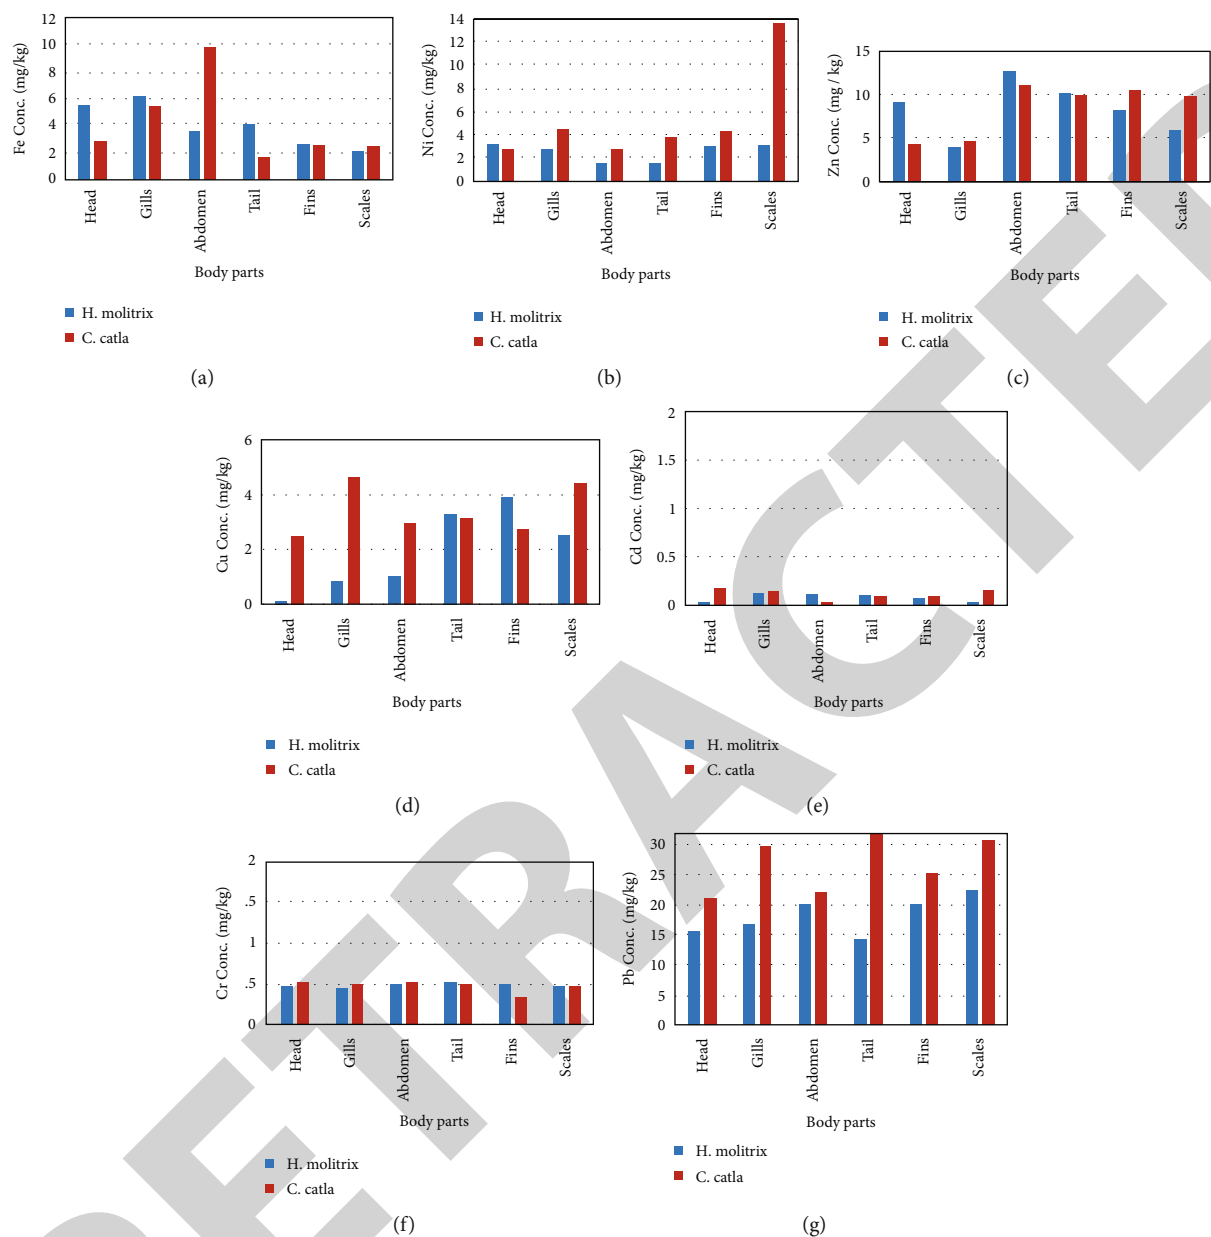 Fe Conc. (mg/kg)
12
10
8
6
4
2
0
Head
Gills
Abdomen
Tail
Fins
Scales
Body parts
H. molitrix
C. catla
(a)
Ni Conc. (mg/kg)
14
12
10
8
6
4
2
0
Head
Gills
Abdomen
Tail
Fins
Scales
Body parts
H. molitrix
C. catla
(b)
Zn Conc. (mg / kg)
15
10
5
0
Head
Gills
Abdomen
Tail
Fins
Scales
Body parts
H. molitrix
C. catla
(c)
Cu Conc. (mg/kg)
6
4
2
0
Head
Gills
Abdomen
Tail
Fins
Scales
Body parts
H. molitrix
C. catla
(d)
Cd Conc. (mg/kg)
2
1.5
1
0.5
0
Head
Gills
Abdomen
Tail
Fins
Scales
Body parts
H. molitrix
C. catla
(e)
Cr Conc. (mg/kg)
2
.5
1
.5
0
Head
Gills
Abdomen
Tail
Fins
Scales
Body parts
H. molitrix
C. catla
(f)
Pb Conc. (mg/kg)
30
25
20
15
10
5
0
Head
Gills
Abdomen
Tail
Fins
Scales
Body parts
H. molitrix
C. catla
(g)
RETRACTED